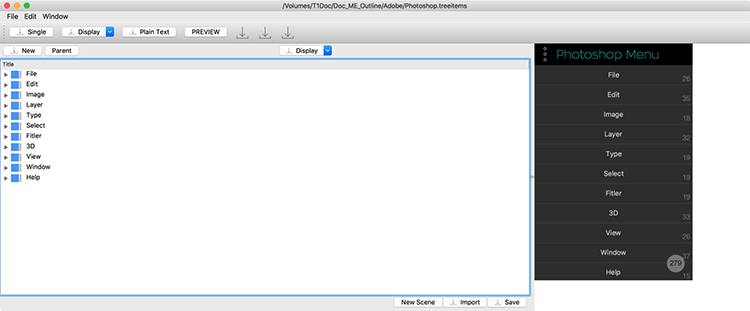 /Volumes/T1Doc/Doc_ME_Outline/Adobe/Photoshop.treeitems
File Edit Window
Single Display Plain Text PREVIEW
New Parent Display
Title
File
Edit
Image
Layer
Type
Select
Fitler
3D
View
Window
Help
New Scene Import Save
Photoshop Menu
File 26
Edit 35
Image 18
Layer 32
Type 19
Select 19
Fitler 19
3D 33
View 26
Window 37
279
Help 15